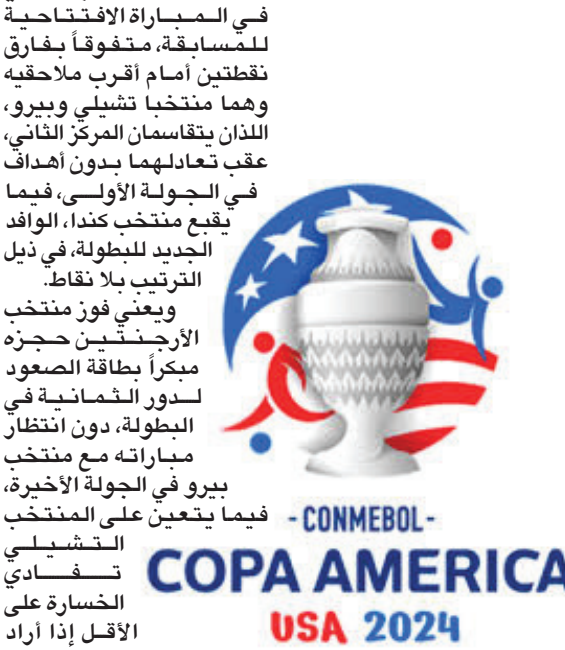 في المباراة الافتتاحية
للمسابقة، متفوقاً بفارق
نقطتين أمام أقرب ملاحقيه
وهما منتخبا تشيلي وبيرو،
اللذان يتقاسمان المركز الثاني،
عقب تعادلهما بدون أهداف
في الجولة الأولى، فيما
يقبع منتخب كندا، الوافد
الجديد للبطولة، في ذيل
الترتيب بلا نقاط.
ويعني فوز منتخب
الأرجنتين حجزه
مبكراً بطاقة الصعود
لدور الثمانية في
البطولة، دون انتظار
مباراته مع منتخب
بيرو في الجولة الأخيرة،
فيما يتعين على المنتخب
التشيلي
تفادي
الخسارة على
الأقل إذا أراد
- CONMEBOL -
COPA AMERICA
USA 2024